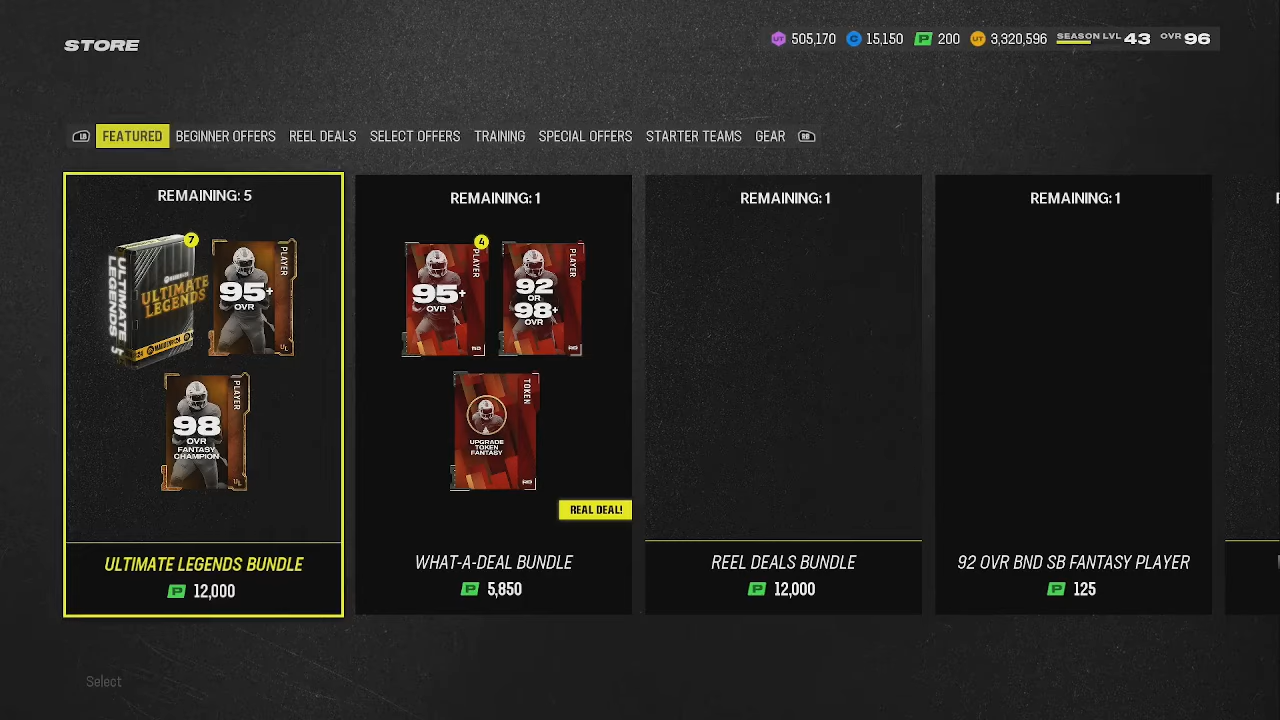 STORE
505,170 15,150 200 3,320,596 SEASON LVL 43 OVR 96
FEATURED BEGINNER OFFERS REEL DEALS SELECT OFFERS TRAINING SPECIAL OFFERS STARTER TEAMS GEAR
REMAINING: 5
7
ULTIMATE LEGENDS
ULTIMATE
LEGENDS
PLAYER
95+
OVR
UL
PLAYER
98
OVR
FANTASY
CHAMPION
UL
ULTIMATE LEGENDS BUNDLE
12,000
REMAINING: 1
4
PLAYER
95+
OVR
PLAYER
92
OR
98+
OVR
TOKEN
UPGRADE
TOKEN
FANTASY
REAL DEAL!
WHAT-A-DEAL BUNDLE
5,850
REMAINING: 1
REEL DEALS BUNDLE
12,000
REMAINING: 1
92 OVR BND SB FANTASY PLAYER
125
Select